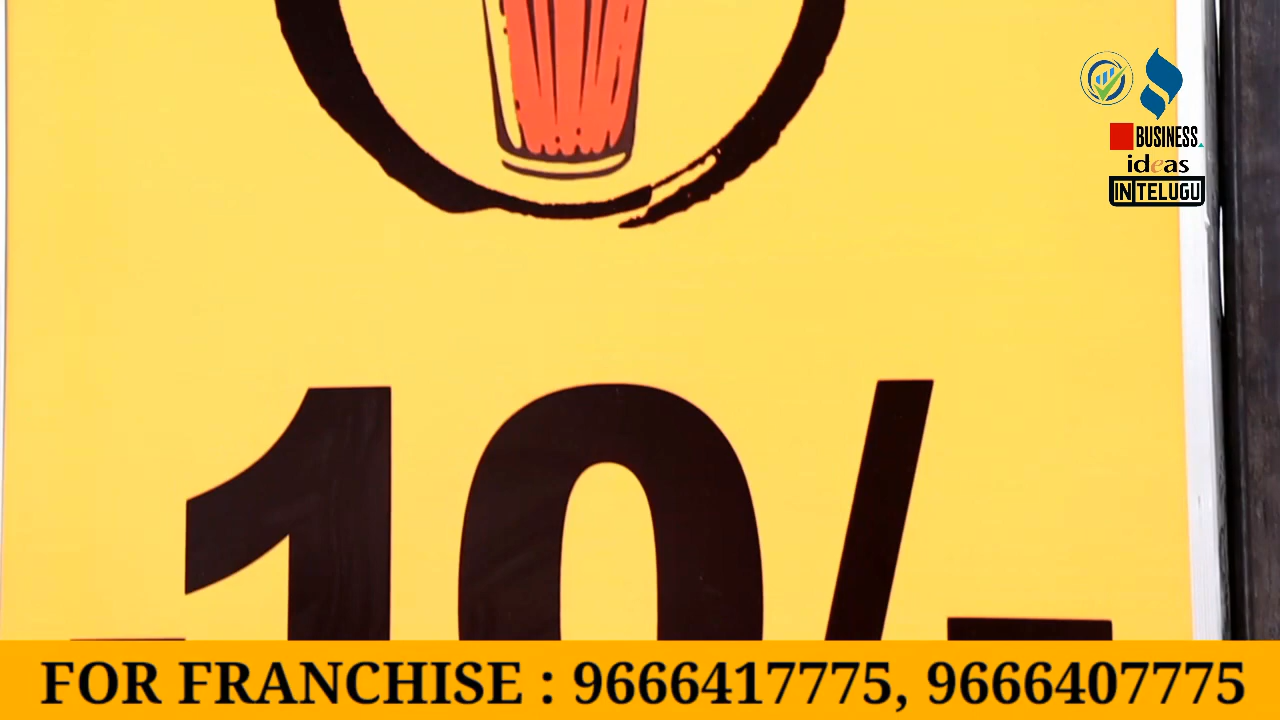 BUSINESS
ideas
IN TELUGU
10/-
FOR FRANCHISE : 9666417775, 9666407775